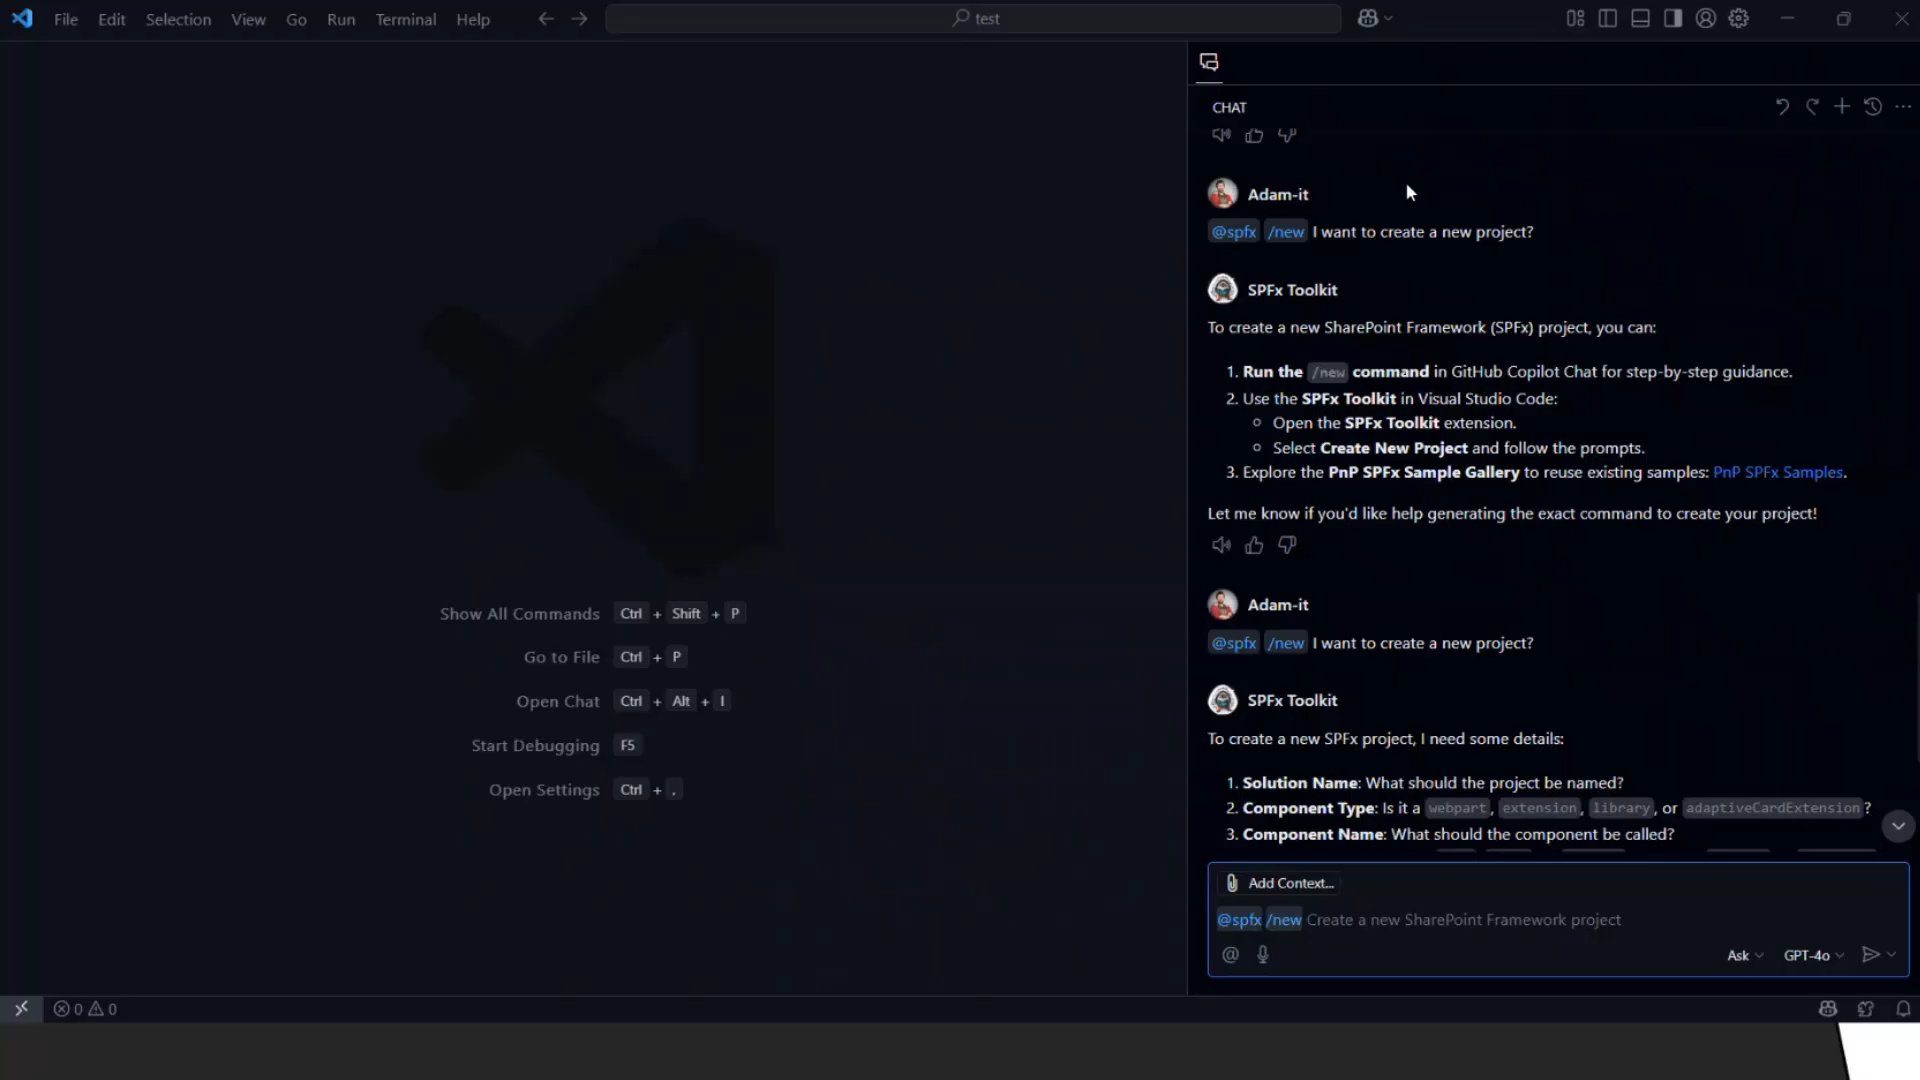 File Edit Selection View Go Run Terminal Help
test
CHAT
Adam-it
@spfx /new I want to create a new project?
SPFx Toolkit
To create a new SharePoint Framework (SPFx) project, you can:
1. Run the /new command in GitHub Copilot Chat for step-by-step guidance.
2. Use the SPFx Toolkit in Visual Studio Code:
Open the SPFx Toolkit extension.
Select Create New Project and follow the prompts.
3. Explore the PnP SPFx Sample Gallery to reuse existing samples: PnP SPFx Samples.
Let me know if you'd like help generating the exact command to create your project!
Adam-it
@spfx /new I want to create a new project?
SPFx Toolkit
To create a new SPFx project, I need some details:
1. Solution Name: What should the project be named?
2. Component Type: Is it a webpart, extension, library, or adaptiveCardExtension?
3. Component Name: What should the component be called?
Add Context...
@spfx /new Create a new SharePoint Framework project
Ask GPT-4o
Show All Commands Ctrl + Shift + P
Go to File Ctrl + P
Open Chat Ctrl + Alt + I
Start Debugging F5
Open Settings Ctrl + ,
0 0